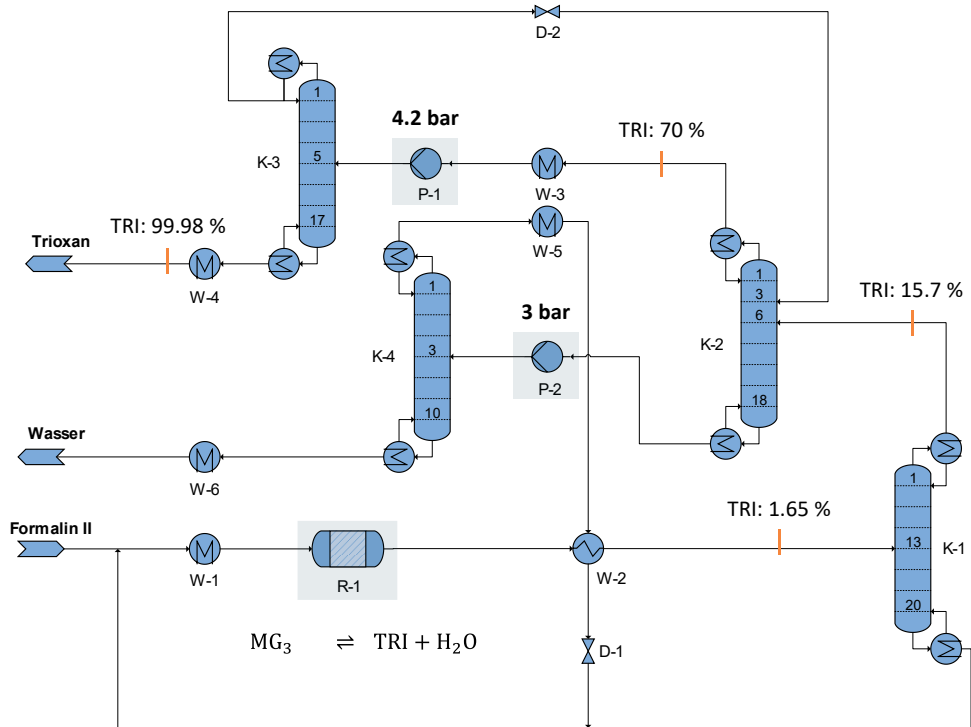 D-2
1
4.2 bar
TRI: 70 %
K-3
5
P-1
W-3
TRI: 99.98 %
17
Trioxan
W-4
W-5
1
1
3
TRI: 15.7 %
3 bar
6
K-2
K-4
3
P-2
10
18
Wasser
W-6
1
TRI: 1.65 %
Formalin II
13
K-1
W-1
R-1
W-2
20
MG₃ ⇌ TRI + H₂O
D-1